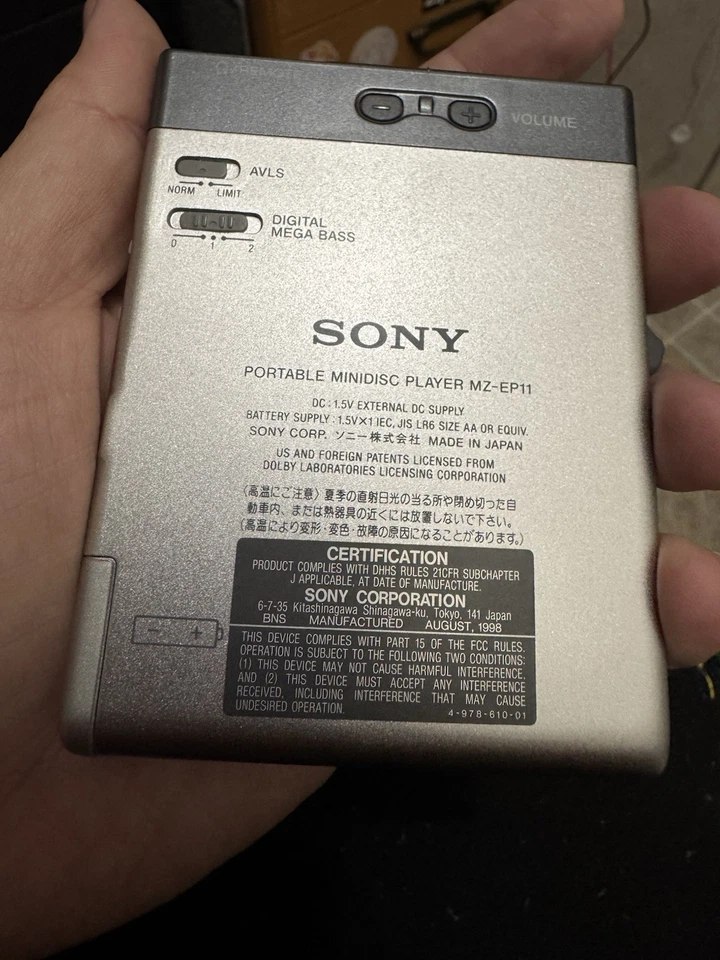 Ω/REMOTE
- + VOLUME
AVLS
NORM LIMIT
DIGITAL
MEGA BASS
0 1 2
SONY
PORTABLE MINIDISC PLAYER MZ-EP11
DC : 1.5V EXTERNAL DC SUPPLY
BATTERY SUPPLY : 1.5V×1 IEC, JIS LR6 SIZE AA OR EQUIV.
SONY CORP. ソニー株式会社 MADE IN JAPAN
US AND FOREIGN PATENTS LICENSED FROM
DOLBY LABORATORIES LICENSING CORPORATION
〈高温にご注意〉夏季の直射日光の当る所や閉め切った自
動車内、または熱器具の近くには放置しないで下さい。
(高温により変形・変色・故障の原因になることがあります。)
CERTIFICATION
PRODUCT COMPLIES WITH DHHS RULES 21CFR SUBCHAPTER
J APPLICABLE, AT DATE OF MANUFACTURE.
SONY CORPORATION
6-7-35 Kitashinagawa Shinagawa-ku, Tokyo, 141 Japan
BNS MANUFACTURED AUGUST, 1998
THIS DEVICE COMPLIES WITH PART 15 OF THE FCC RULES.
OPERATION IS SUBJECT TO THE FOLLOWING TWO CONDITIONS:
(1) THIS DEVICE MAY NOT CAUSE HARMFUL INTERFERENCE,
AND (2) THIS DEVICE MUST ACCEPT ANY INTERFERENCE
RECEIVED, INCLUDING INTERFERENCE THAT MAY CAUSE
UNDESIRED OPERATION. 4-978-610-01
- +